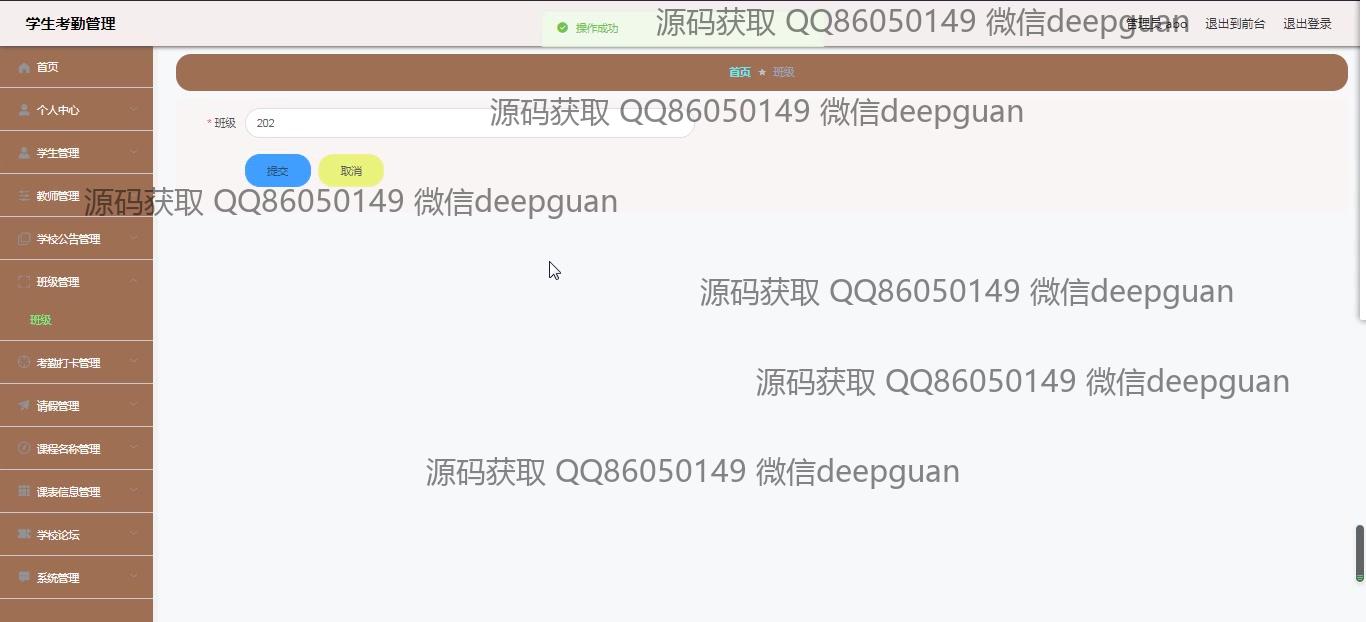 学生考勤管理
操作成功
源码获取 QQ86050149 微信deepguan
管理员 abo
退出到前台
退出登录
首页
首页 ★ 班级
个人中心
源码获取 QQ86050149 微信deepguan
* 班级 202
学生管理
提交 取消
教师管理
源码获取 QQ86050149 微信deepguan
学校公告管理
班级管理
源码获取 QQ86050149 微信deepguan
班级
考勤打卡管理
源码获取 QQ86050149 微信deepguan
请假管理
课程名称管理
源码获取 QQ86050149 微信deepguan
课表信息管理
学校论坛
系统管理